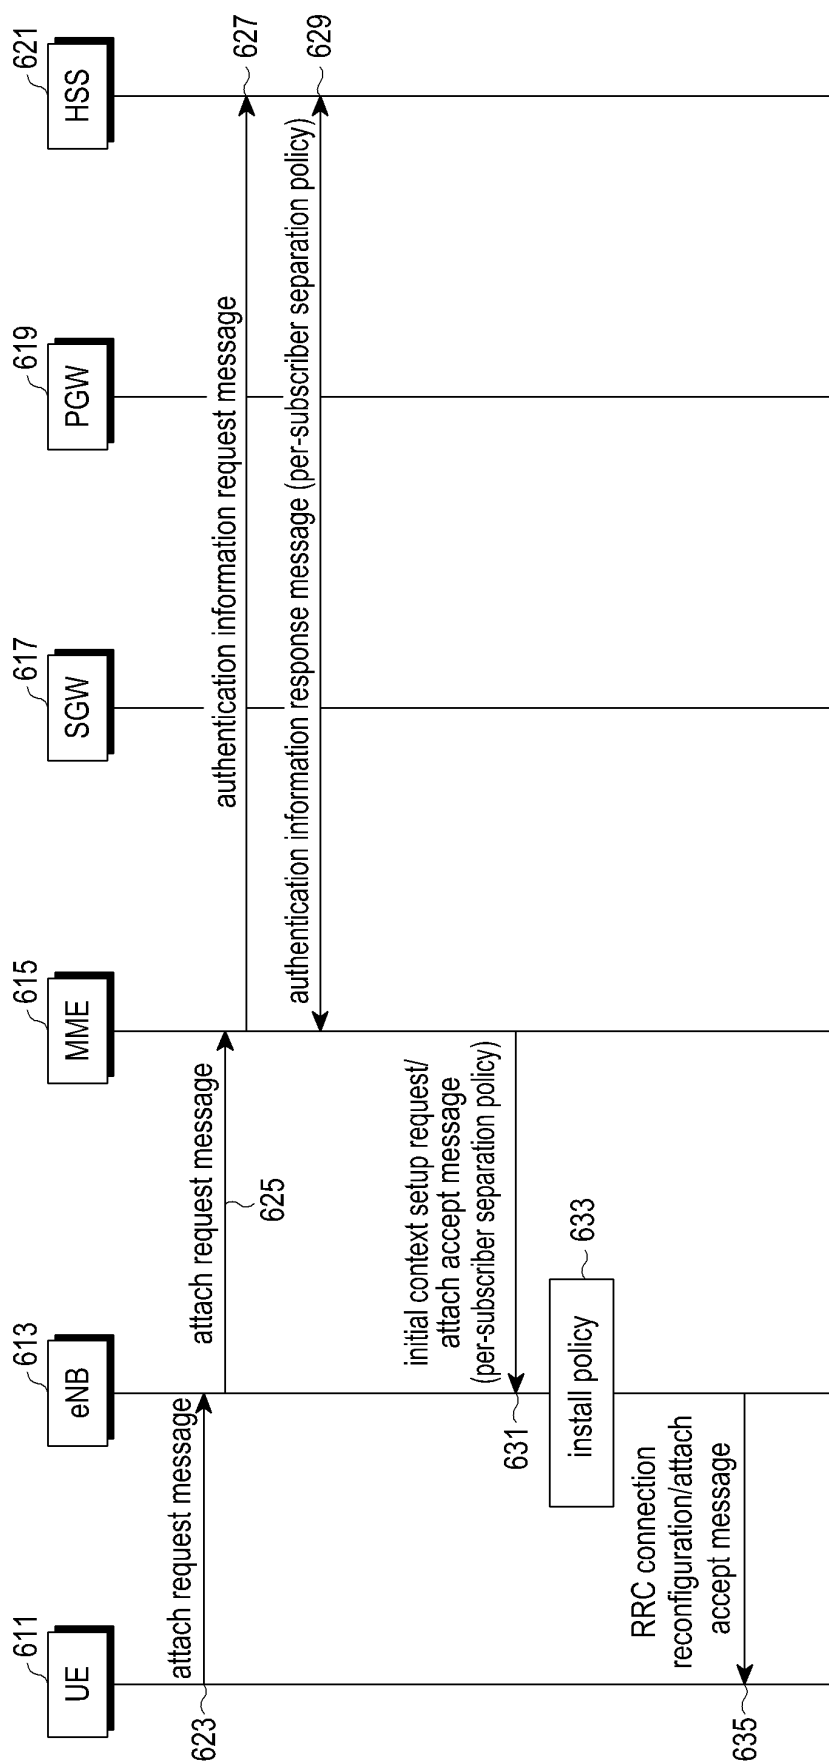 611
613
615
617
619
621
UE
eNB
MME
SGW
PGW
HSS
623
attach request message
attach request message
625
authentication information request message
627
authentication information response message (per-subscriber separation policy)
629
initial context setup request/
attach accept message
(per-subscriber separation policy)
631
install policy
633
RRC connection
reconfiguration/attach
accept message
635